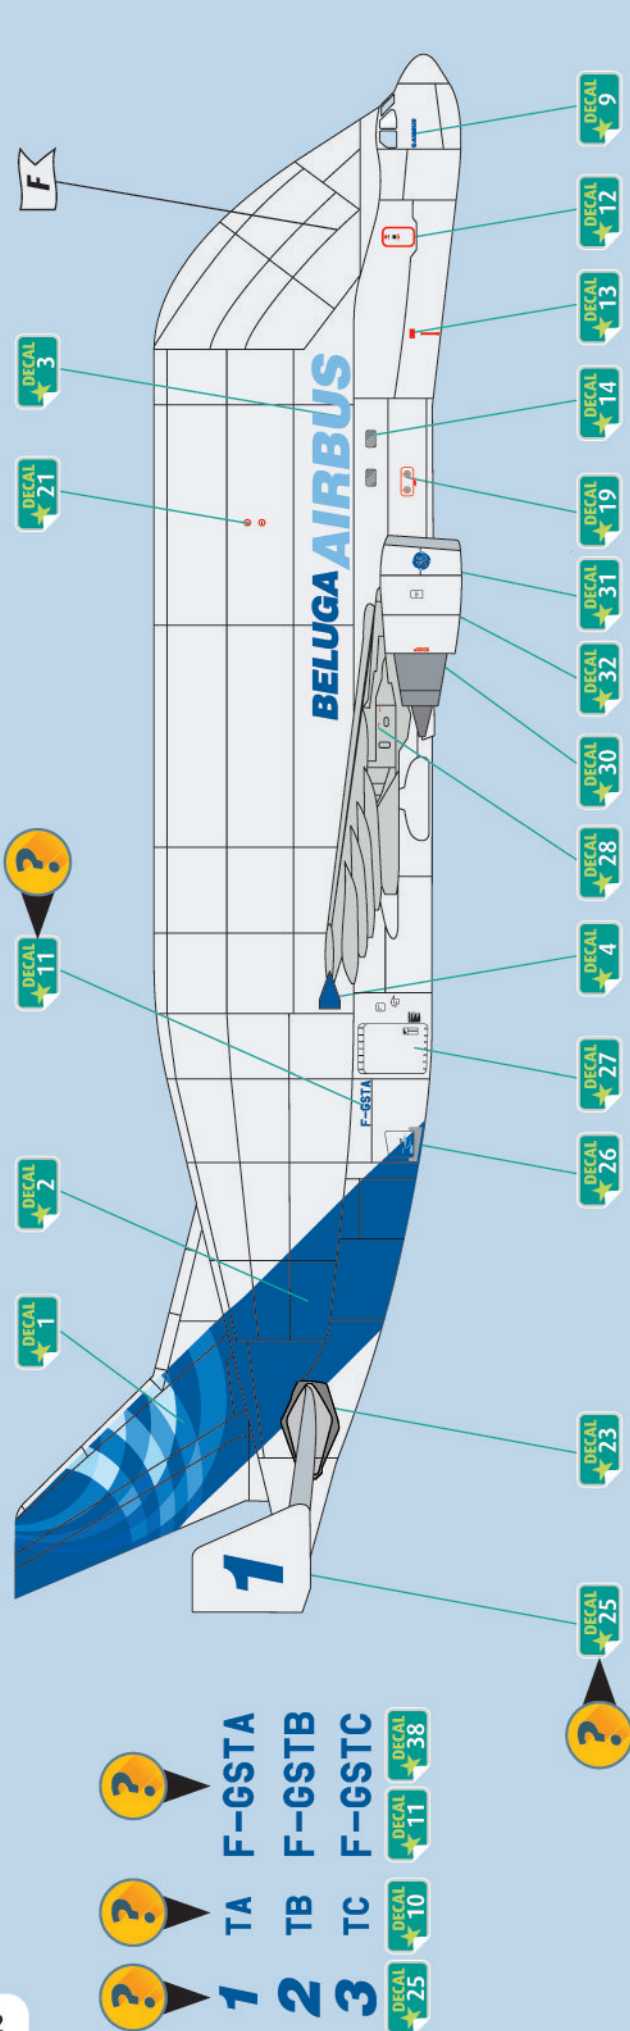 F
DECAL 3
DECAL 21
?
DECAL 11
DECAL 2
DECAL 1
DECAL 9
DECAL 12
DECAL 13
DECAL 14
DECAL 19
DECAL 31
DECAL 32
DECAL 30
DECAL 28
DECAL 4
DECAL 27
DECAL 26
DECAL 23
DECAL 25
?
BELUGA AIRBUS
F-GSTA
1
? ? ?
1 TA F-GSTA
2 TB F-GSTB
3 TC F-GSTC
DECAL 25 DECAL 10 DECAL 11 DECAL 38
2